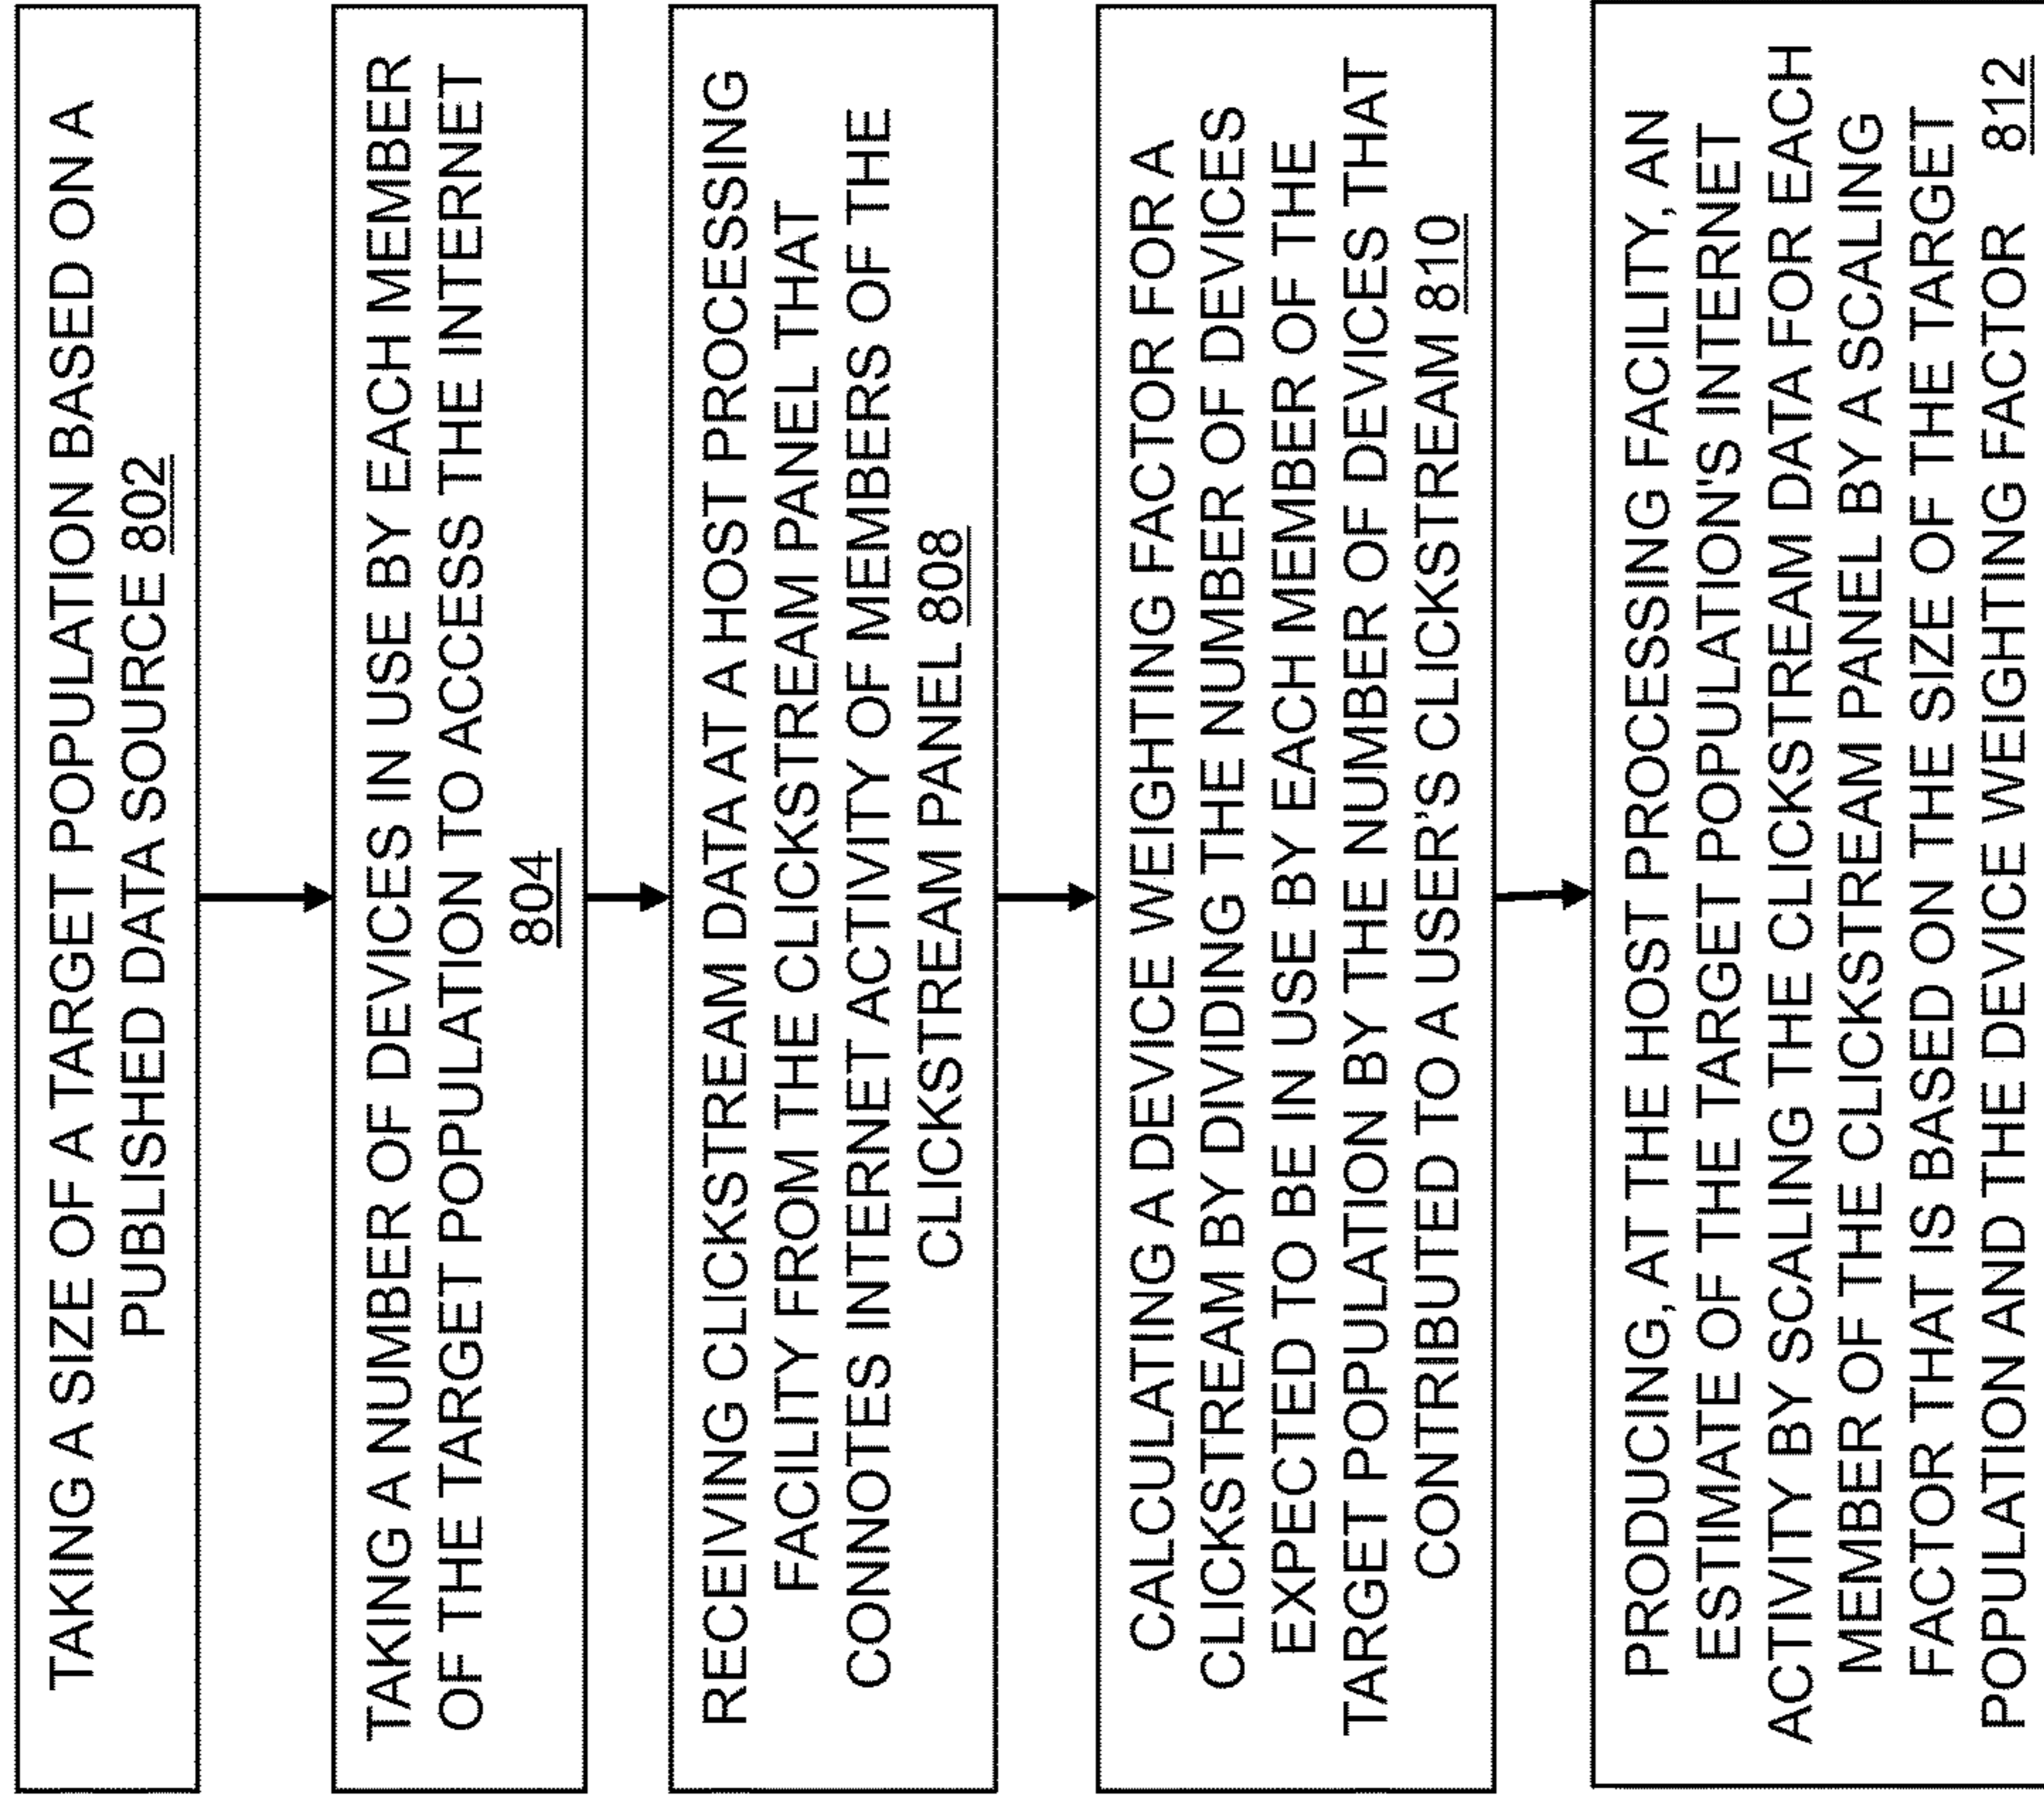 TAKING A SIZE OF A TARGET POPULATION BASED ON A
PUBLISHED DATA SOURCE 802
TAKING A NUMBER OF DEVICES IN USE BY EACH MEMBER
OF THE TARGET POPULATION TO ACCESS THE INTERNET
804
RECEIVING CLICKSTREAM DATA AT A HOST PROCESSING
FACILITY FROM THE CLICKSTREAM PANEL THAT
CONNOTES INTERNET ACTIVITY OF MEMBERS OF THE
CLICKSTREAM PANEL 808
CALCULATING A DEVICE WEIGHTING FACTOR FOR A
CLICKSTREAM BY DIVIDING THE NUMBER OF DEVICES
EXPECTED TO BE IN USE BY EACH MEMBER OF THE
TARGET POPULATION BY THE NUMBER OF DEVICES THAT
CONTRIBUTED TO A USER'S CLICKSTREAM 810
PRODUCING, AT THE HOST PROCESSING FACILITY, AN
ESTIMATE OF THE TARGET POPULATION'S INTERNET
ACTIVITY BY SCALING THE CLICKSTREAM DATA FOR EACH
MEMBER OF THE CLICKSTREAM PANEL BY A SCALING
FACTOR THAT IS BASED ON THE SIZE OF THE TARGET
POPULATION AND THE DEVICE WEIGHTING FACTOR 812